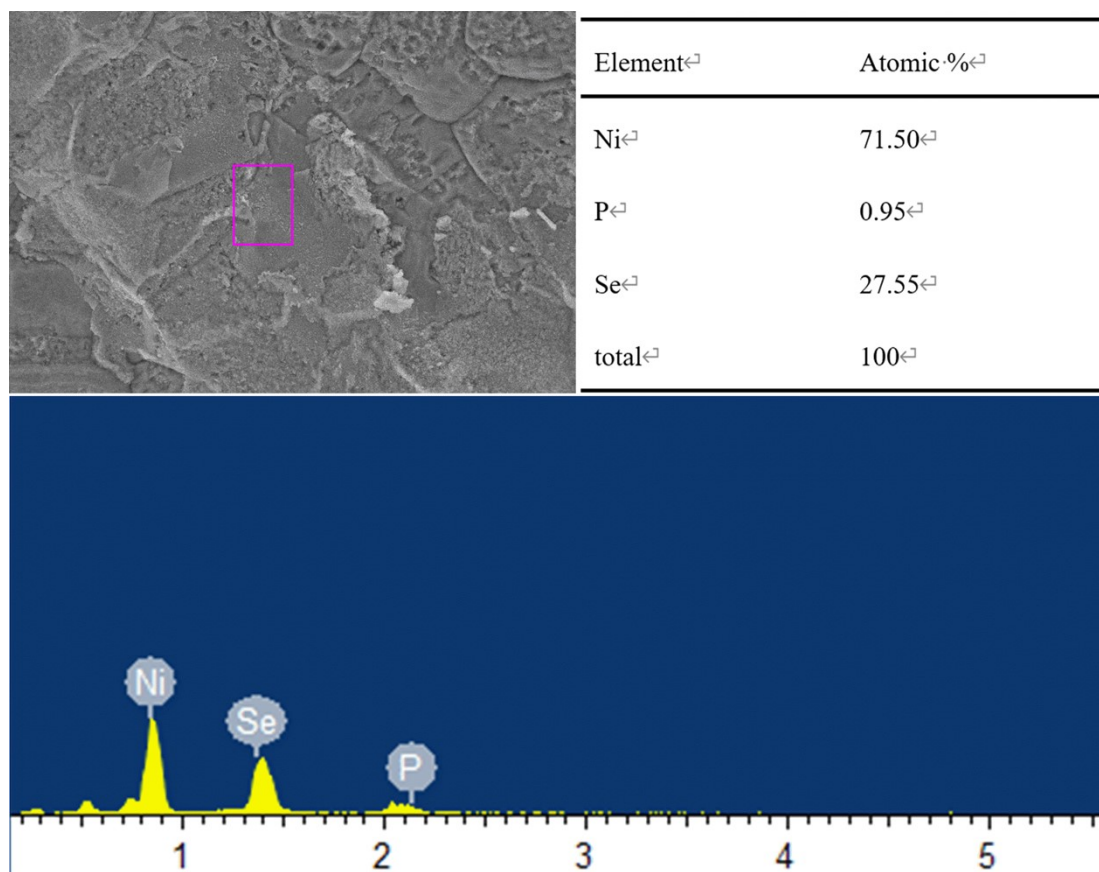 Element↵ Atomic·%↵
Ni↵ 71.50↵
P↵ 0.95↵
Se↵ 27.55↵
total↵ 100↵
Ni
Se
P
1 2 3 4 5